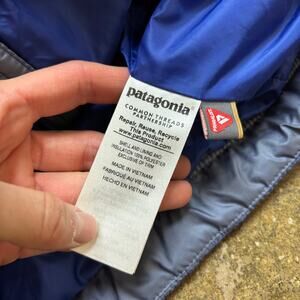 patagonia®
COMMON THREADS
PARTNERSHIP
Repair, Reuse, Recycle
This Product
www.patagonia.com
SHELL AND LINING AND
INSULATION 100% POLYESTER
EXCLUSIVE OF TRIM
MADE IN VIETNAM
FABRIQUÉ AU VIETNAM
HECHO EN VIETNAM